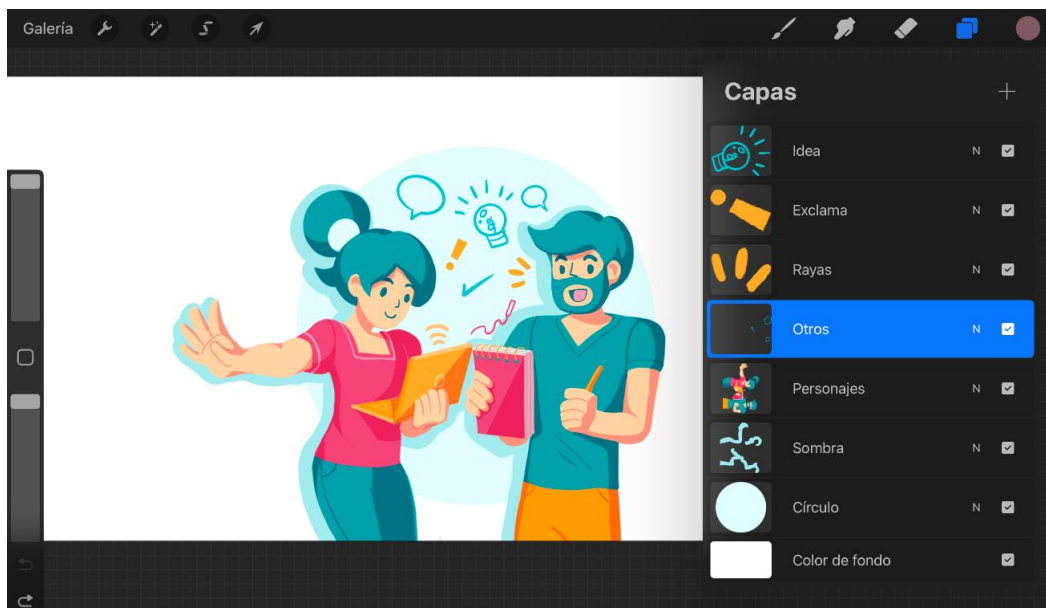 Galería
Capas
Idea N
Exclama N
Rayas N
Otros N
Personajes N
Sombra N
Círculo N
Color de fondo